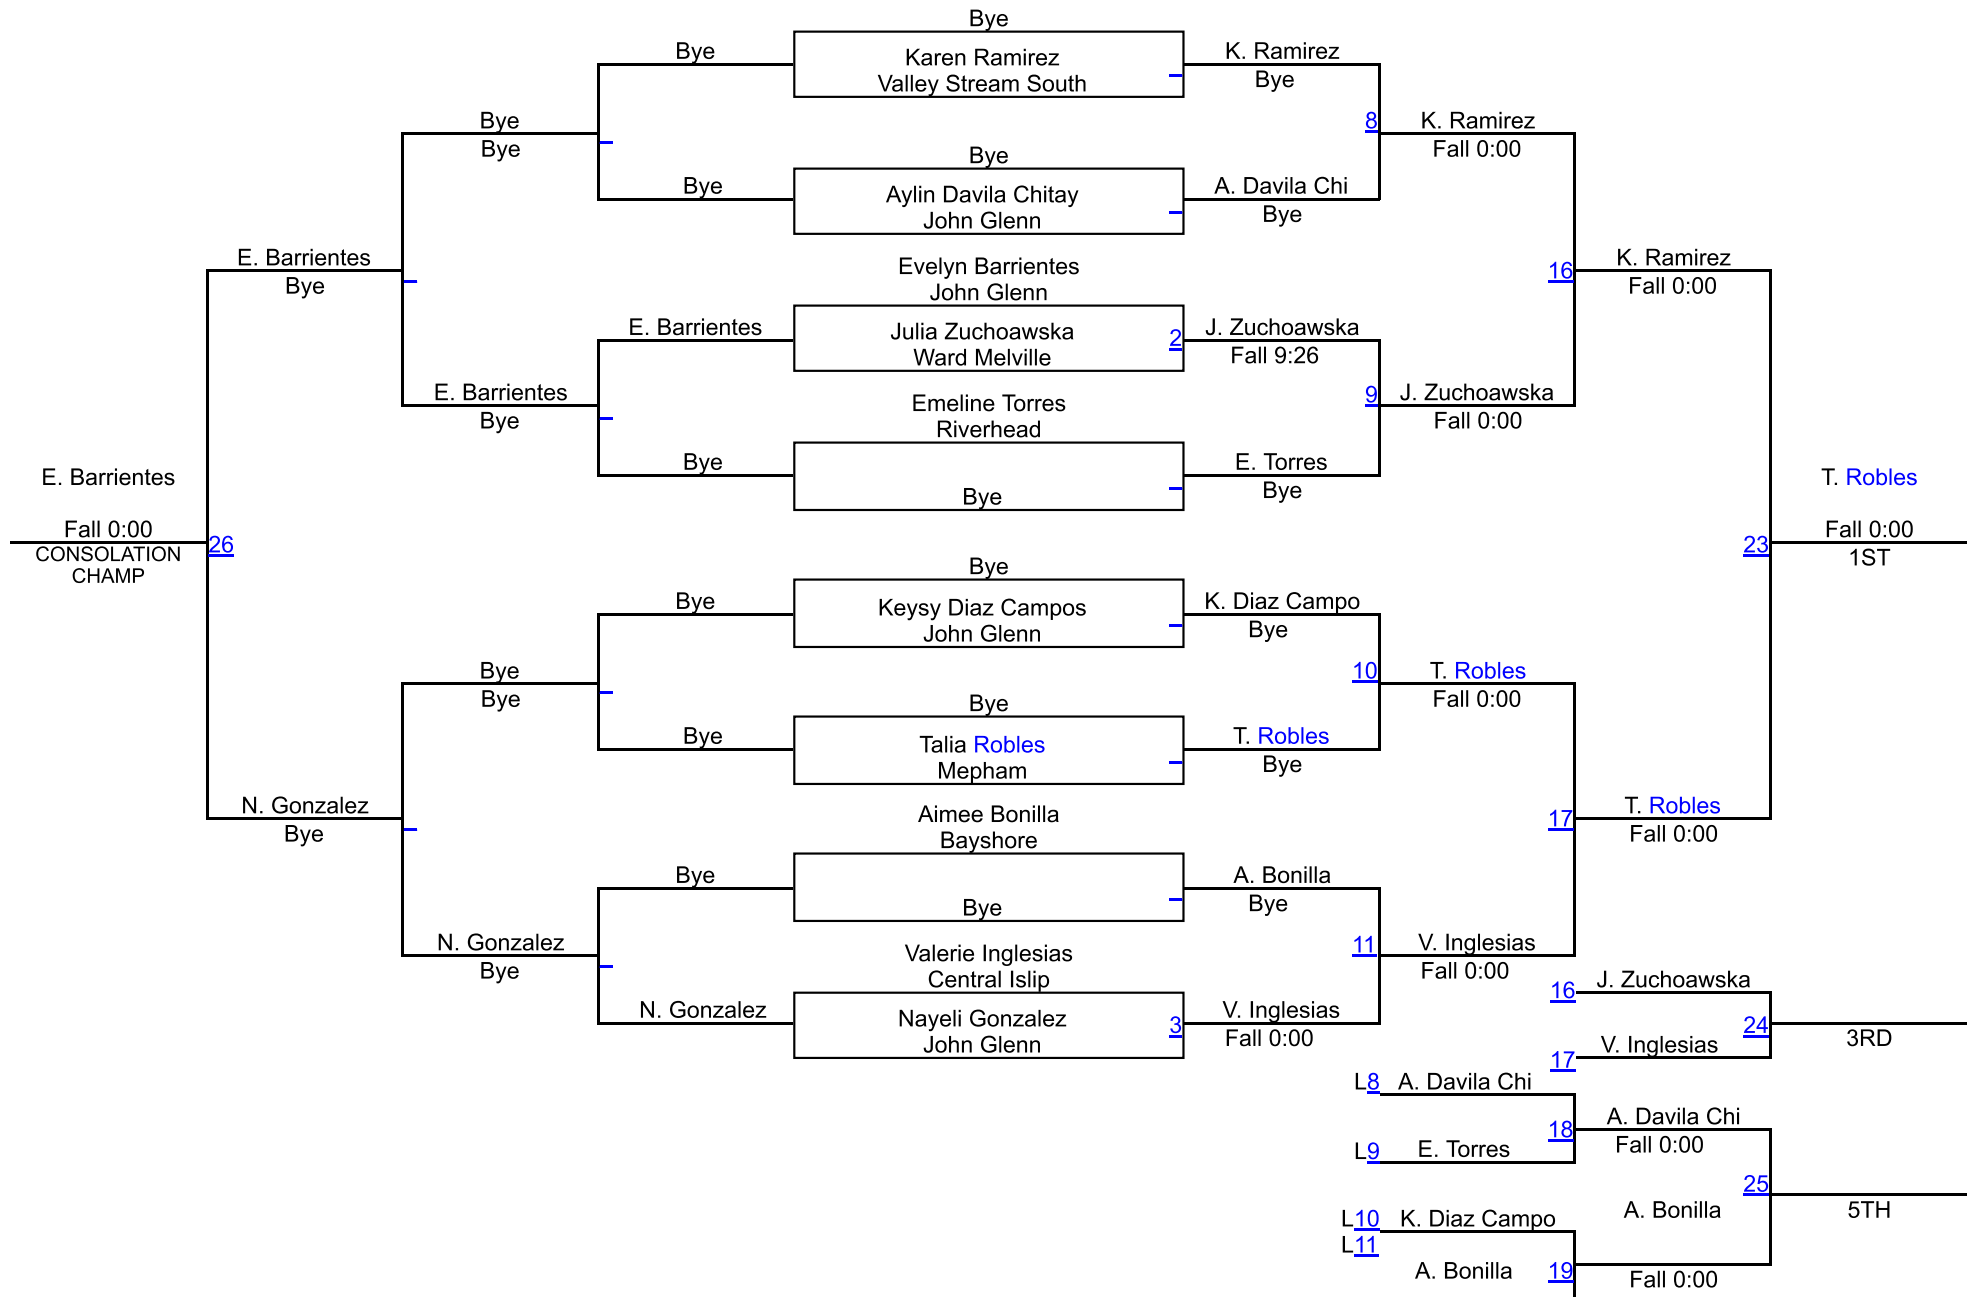 Bye
Bye
Karen Ramirez
Valley Stream South
K. Ramirez
Bye
Bye
Bye
8
K. Ramirez
Fall 0:00
Bye
Bye
Aylin Davila Chitay
John Glenn
A. Davila Chi
Bye
E. Barrientes
Bye
Evelyn Barrientes
John Glenn
16
K. Ramirez
Fall 0:00
E. Barrientes
Julia Zuchoawska
Ward Melville
2
J. Zuchoawska
Fall 9:26
E. Barrientes
Bye
Emeline Torres
Riverhead
9
J. Zuchoawska
Fall 0:00
Bye
Bye
E. Torres
Bye
E. Barrientes
Fall 0:00
CONSOLATION
CHAMP
26
23
T. Robles
Fall 0:00
1ST
Bye
Bye
Keysy Diaz Campos
John Glenn
K. Diaz Campo
Bye
Bye
Bye
10
T. Robles
Fall 0:00
Bye
Bye
Talia Robles
Mepham
T. Robles
Bye
N. Gonzalez
Bye
Aimee Bonilla
Bayshore
17
T. Robles
Fall 0:00
Bye
Bye
A. Bonilla
Bye
N. Gonzalez
Bye
Valerie Inglesias
Central Islip
11
V. Inglesias
Fall 0:00
N. Gonzalez
Nayeli Gonzalez
John Glenn
3
V. Inglesias
Fall 0:00
16
J. Zuchoawska
24
3RD
17
V. Inglesias
L8
A. Davila Chi
18
A. Davila Chi
Fall 0:00
L9
E. Torres
25
5TH
A. Bonilla
L10
K. Diaz Campo
L11
A. Bonilla
19
Fall 0:00